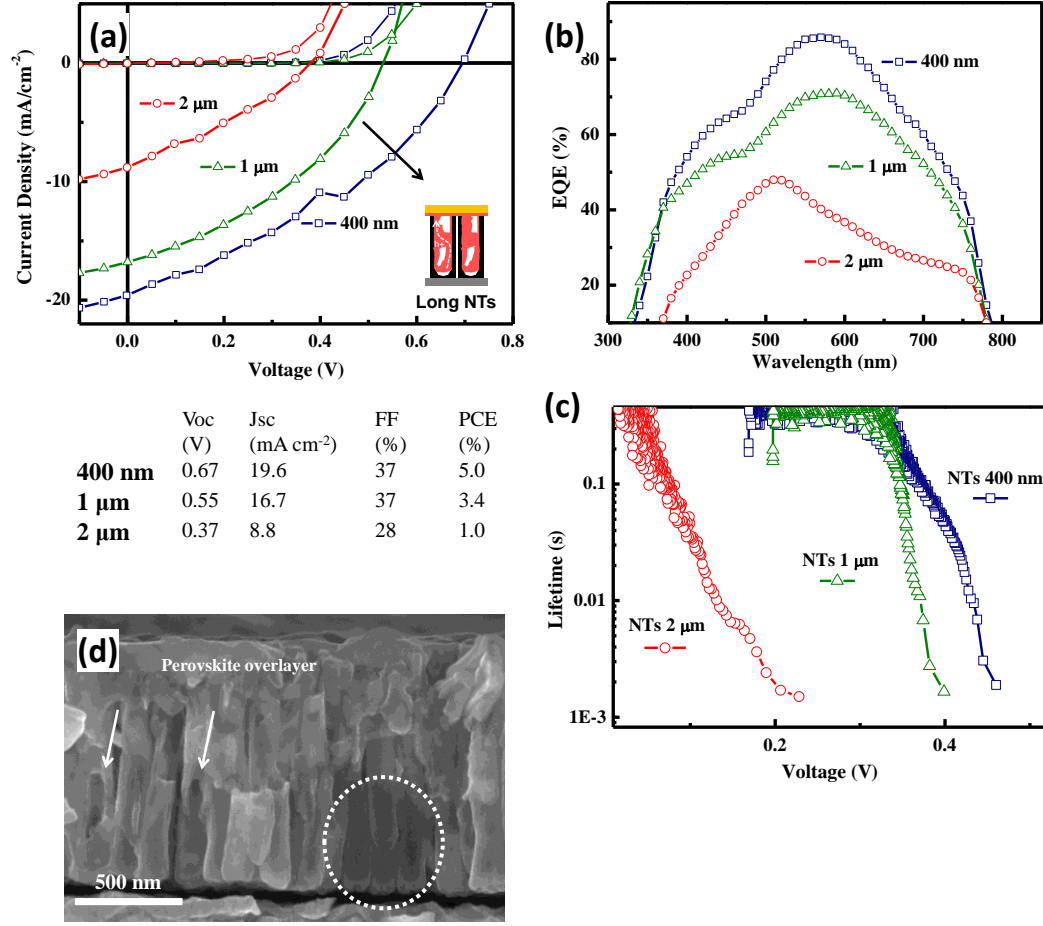 (a)
5
0
-10
-20
Current Density (mA/cm⁻²)
2 μm
1 μm
400 nm
Long NTs
0.0 0.2 0.4 0.6 0.8
Voltage (V)
(b)
80
60
40
20
EQE (%)
400 nm
1 μm
2 μm
300 400 500 600 700 800
Wavelength (nm)
Voc Jsc FF PCE
(V) (mA cm⁻²) (%) (%)
400 nm 0.67 19.6 37 5.0
1 μm 0.55 16.7 37 3.4
2 μm 0.37 8.8 28 1.0
(c)
0.1
0.01
1E-3
Lifetime (s)
NTs 400 nm
NTs 1 μm
NTs 2 μm
0.2 0.4
Voltage (V)
(d)
Perovskite overlayer
500 nm